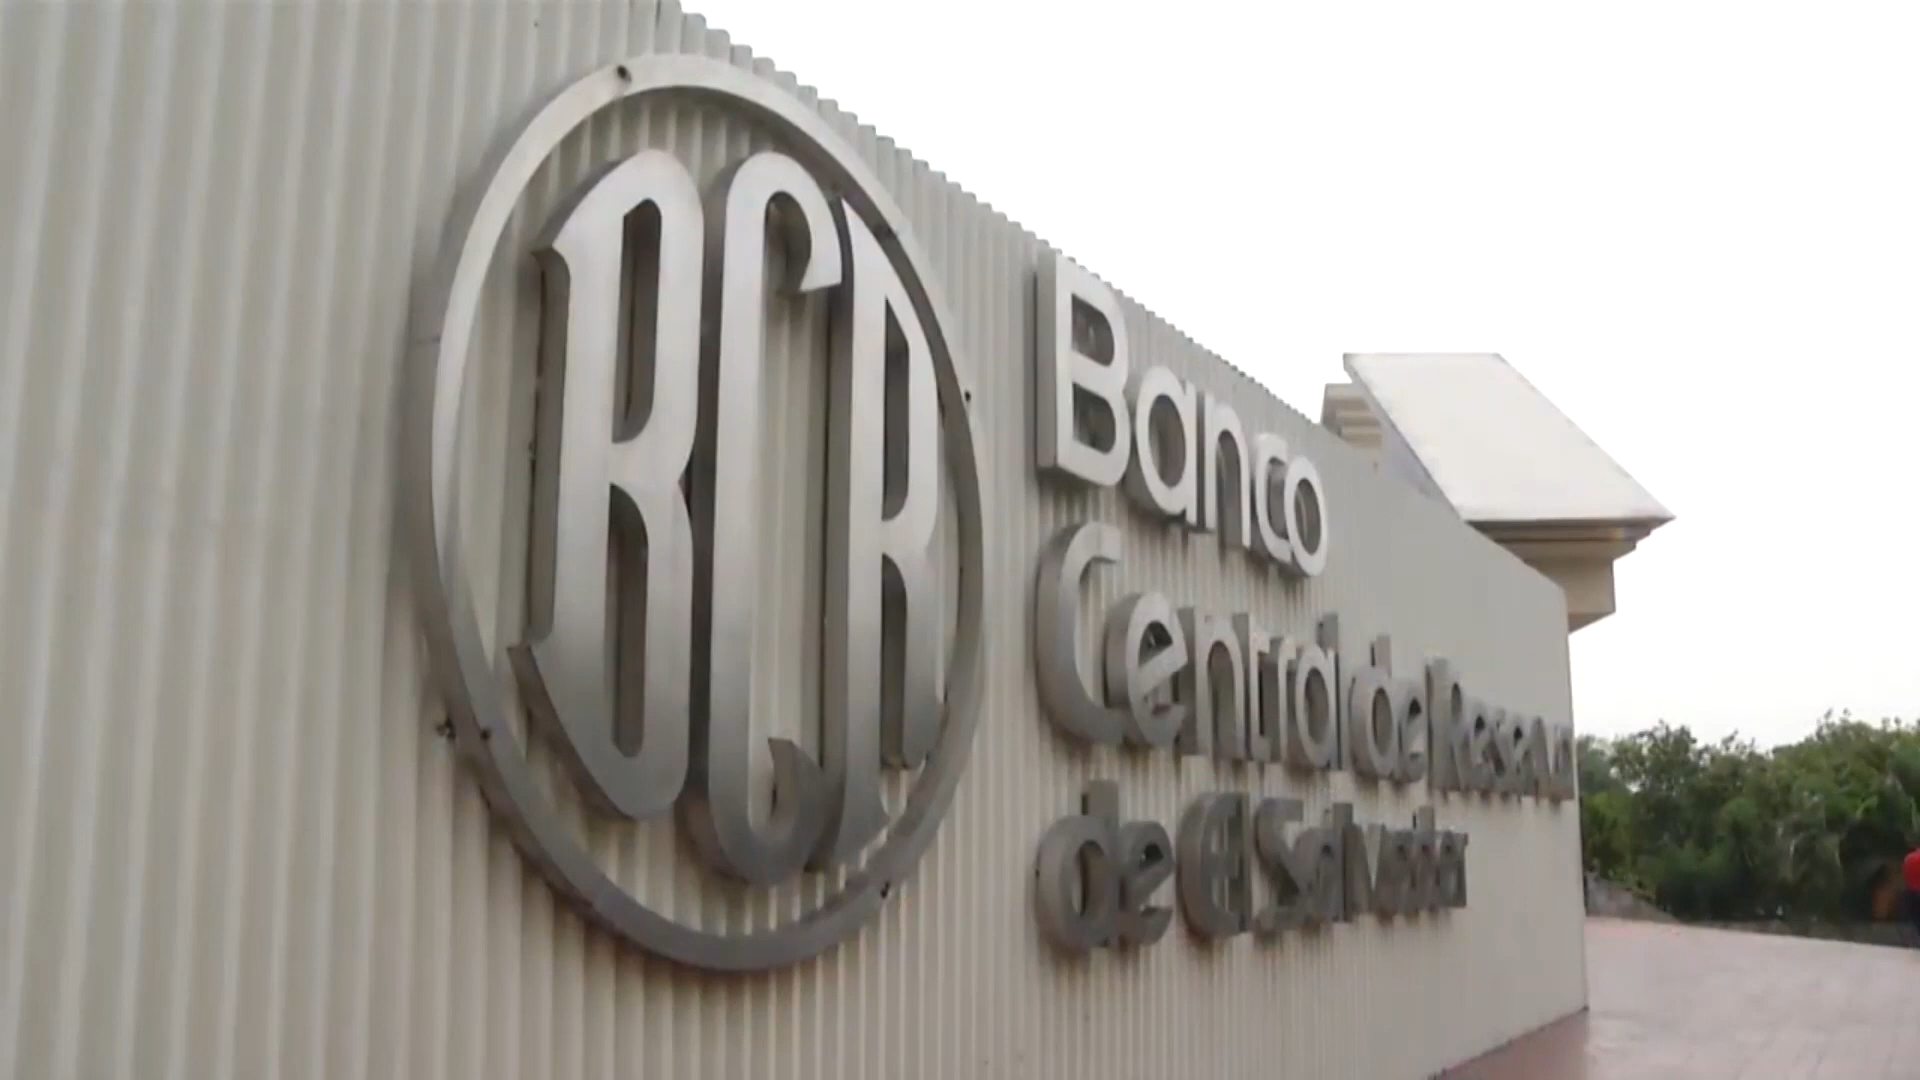 BCR
Banco
Central de Reserva
de El Salvador